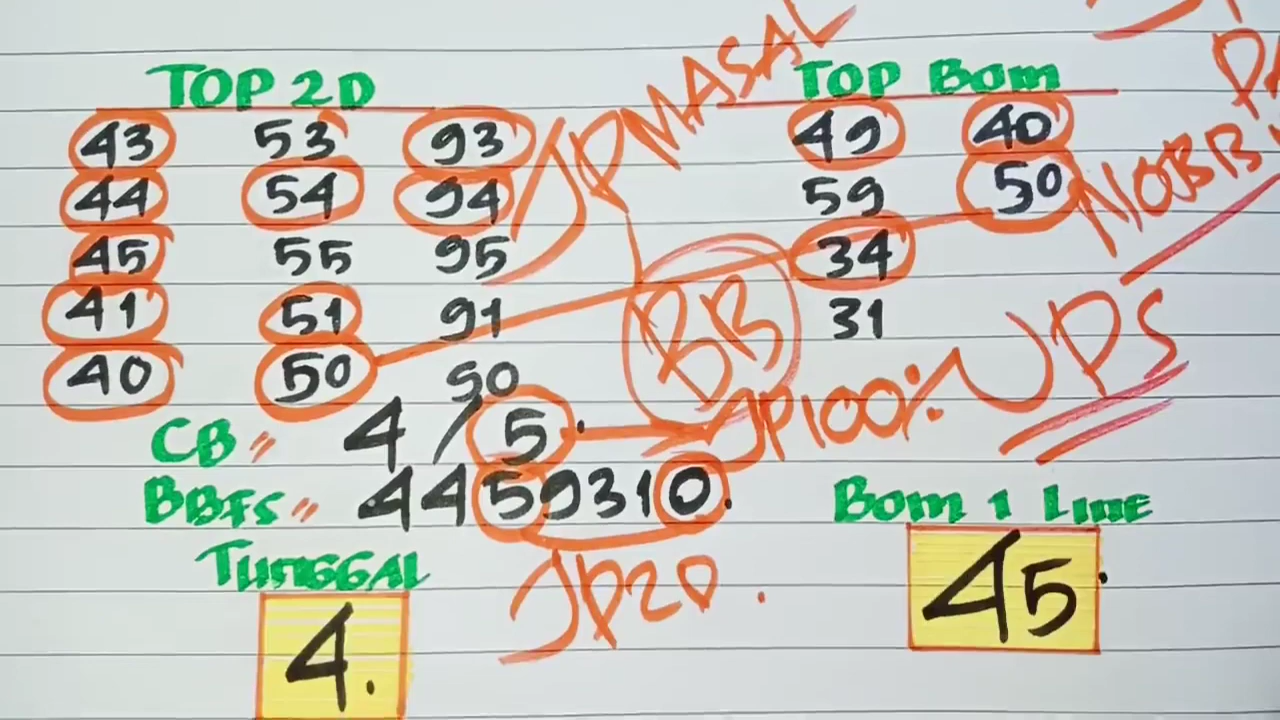 TOP 2D
43 53 93
44 54 94
45 55 95
41 51 91
40 50 90
JPMASAL
TOP BOM
49 40
59 50
34
31
NOBB
BB
CB = 4 / 5.
JP100% UPS
BBFS = 4459310.
JP2D.
TUNGGAL
4.
BOM 1 LINE
45.